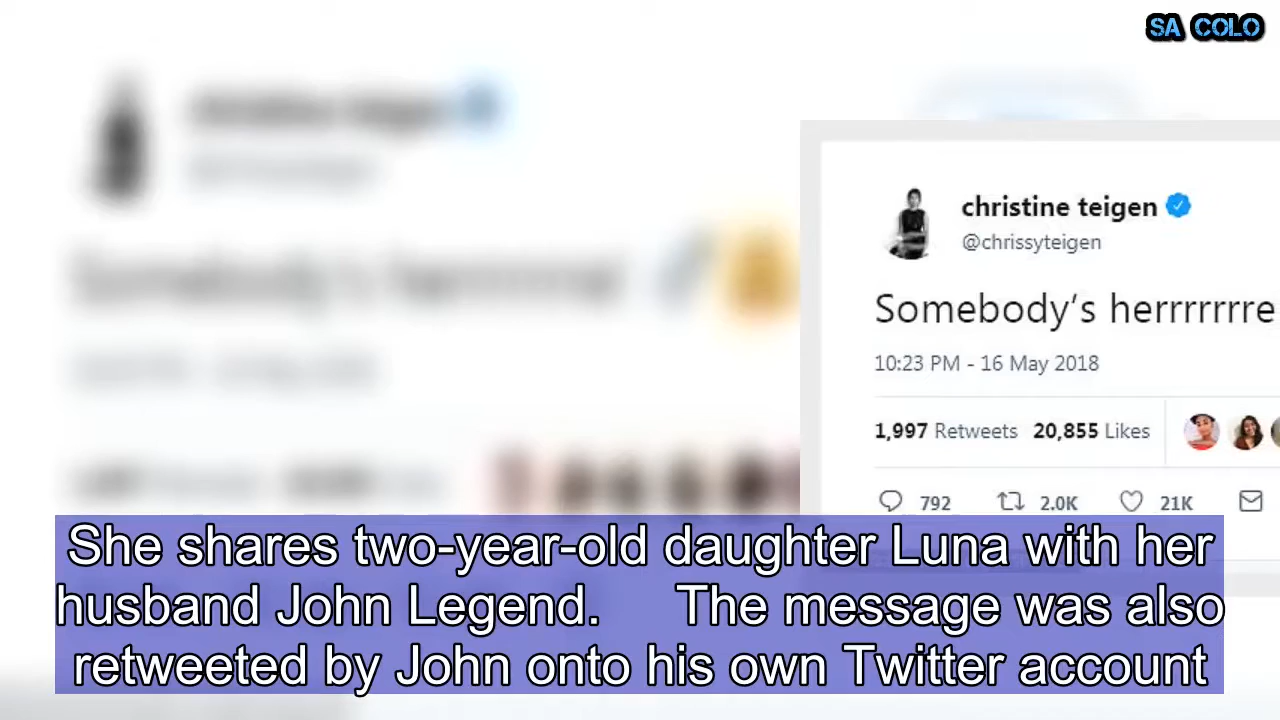 SA COLO
christine teigen
@chrissyteigen
Somebody's herrrrrrre
10:23 PM - 16 May 2018
1,997 Retweets 20,855 Likes
792 2.0K 21K
She shares two-year-old daughter Luna with her
husband John Legend. The message was also
retweeted by John onto his own Twitter account